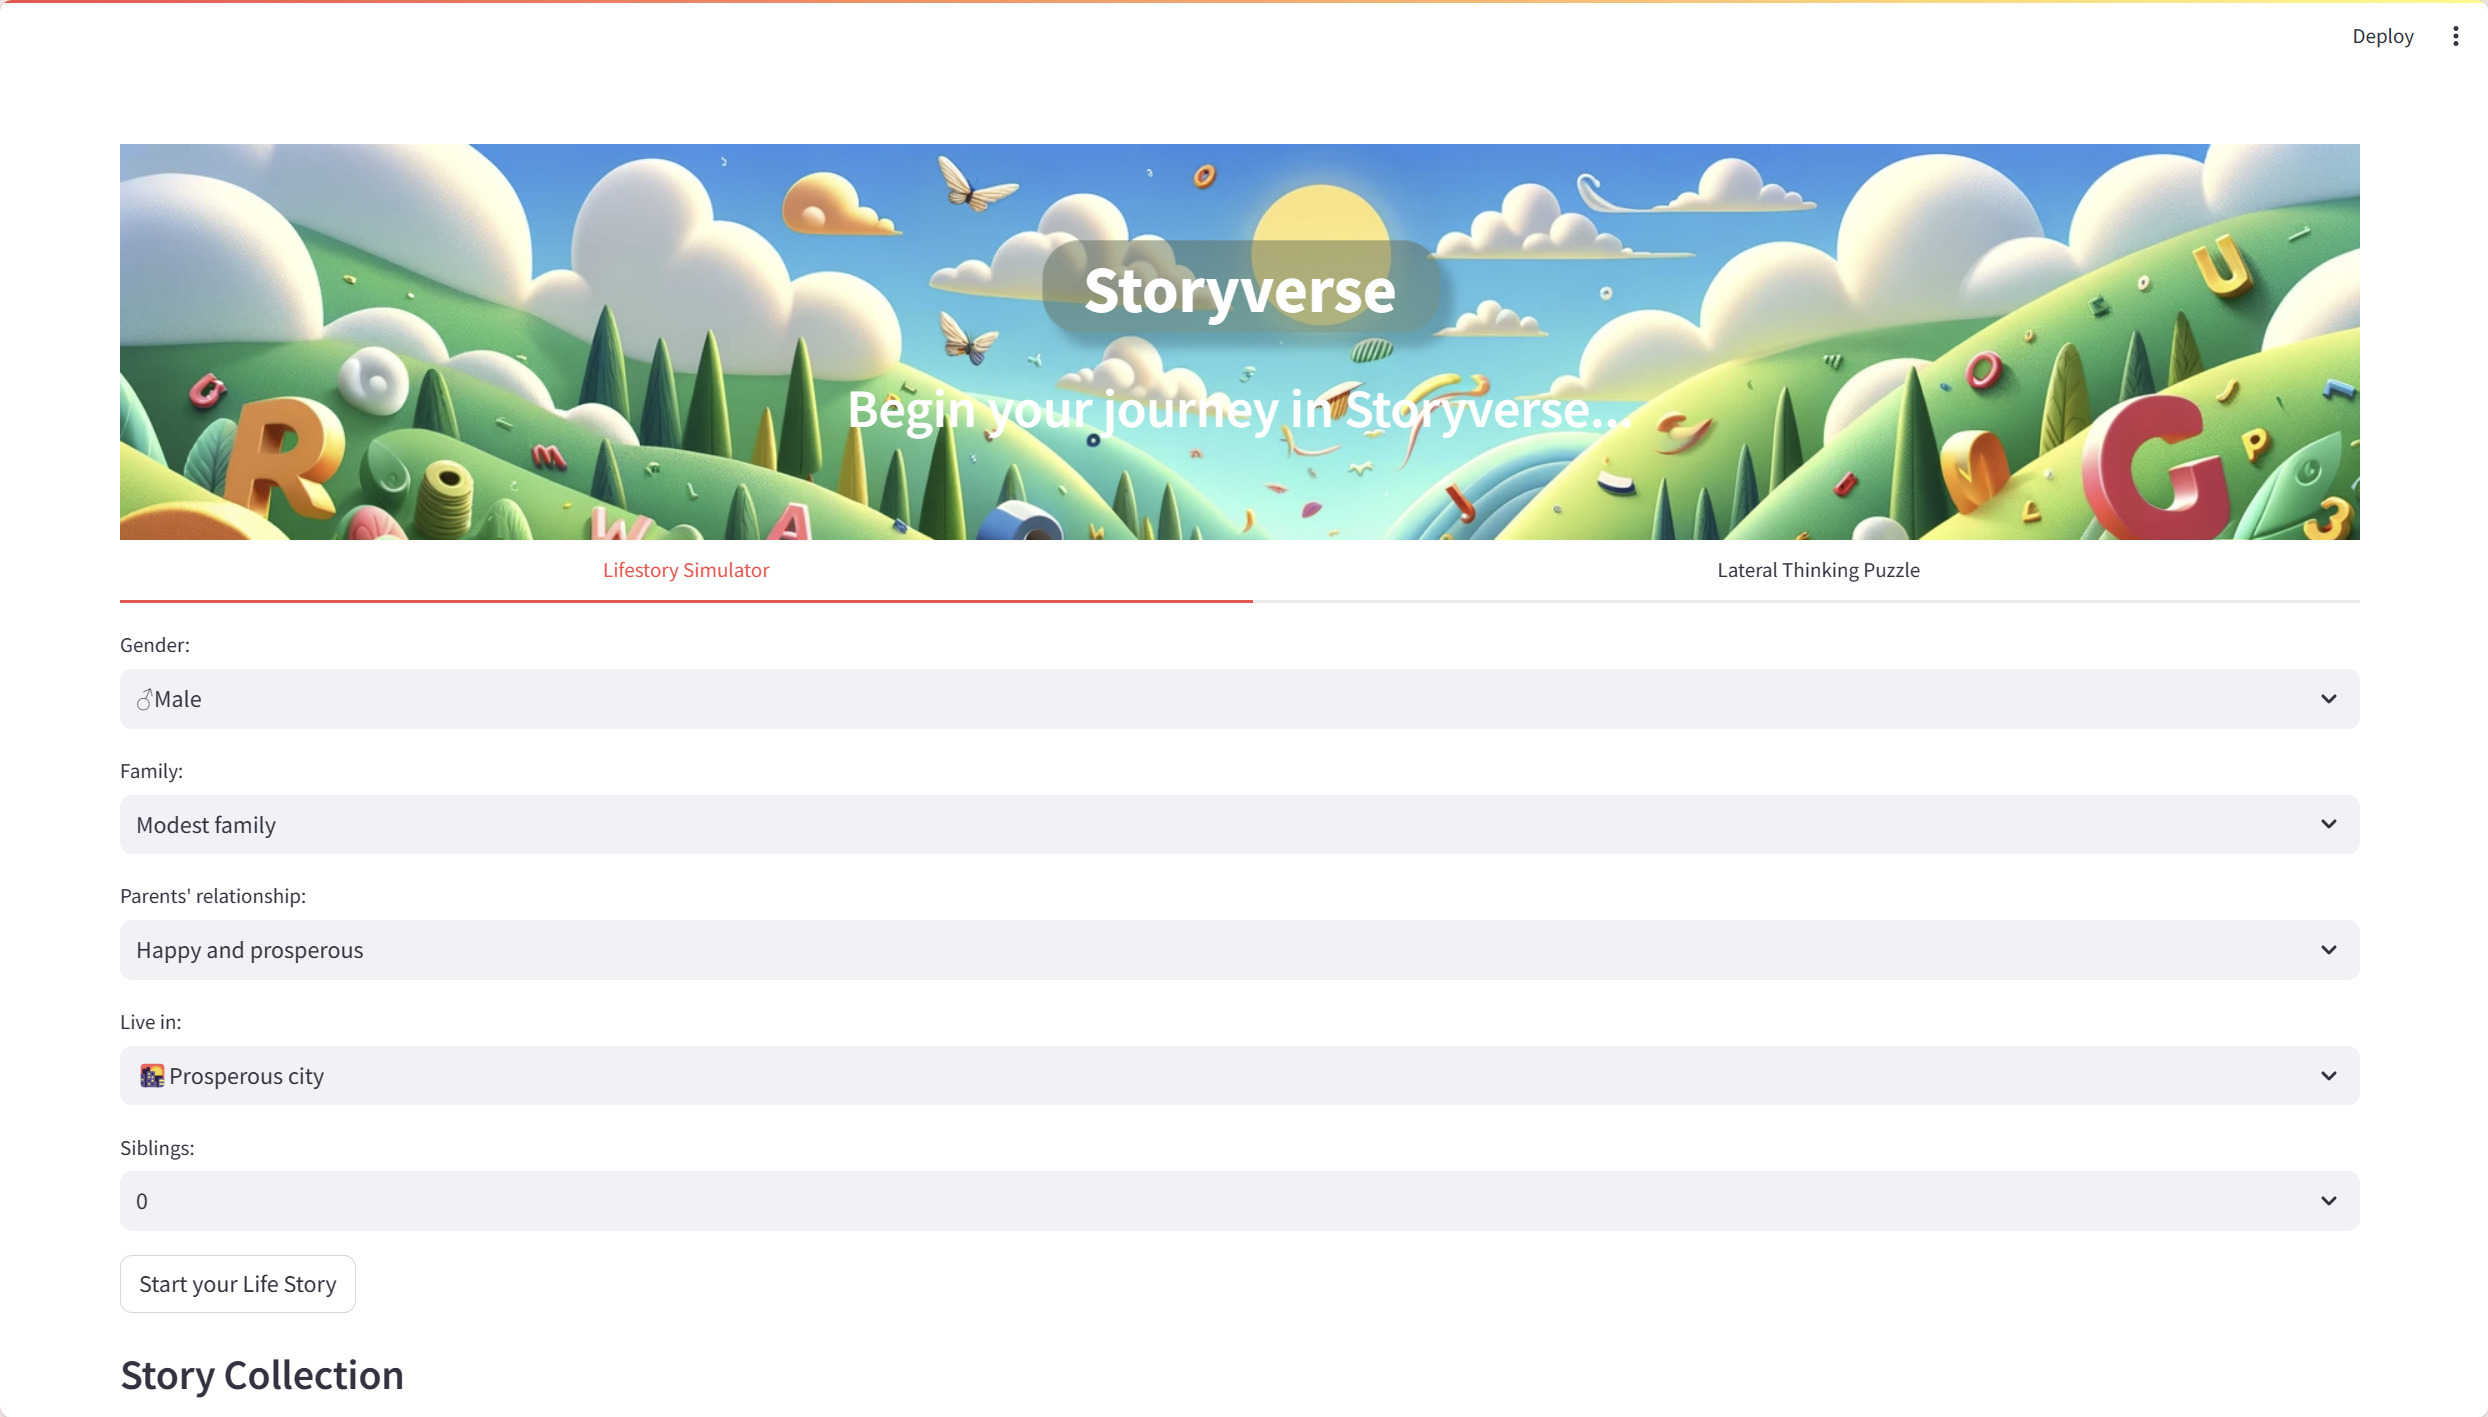 Deploy
Storyverse
Begin your journey in Storyverse...
Lifestory Simulator
Lateral Thinking Puzzle
Gender:
♂Male
Family:
Modest family
Parents' relationship:
Happy and prosperous
Live in:
🌆Prosperous city
Siblings:
0
Start your Life Story
Story Collection